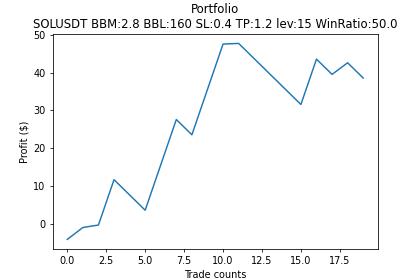 Portfolio
SOLUSDT BBM:2.8 BBL:160 SL:0.4 TP:1.2 lev:15 WinRatio:50.0
Profit ($)
50
40
30
20
10
0
0.0 2.5 5.0 7.5 10.0 12.5 15.0 17.5
Trade counts